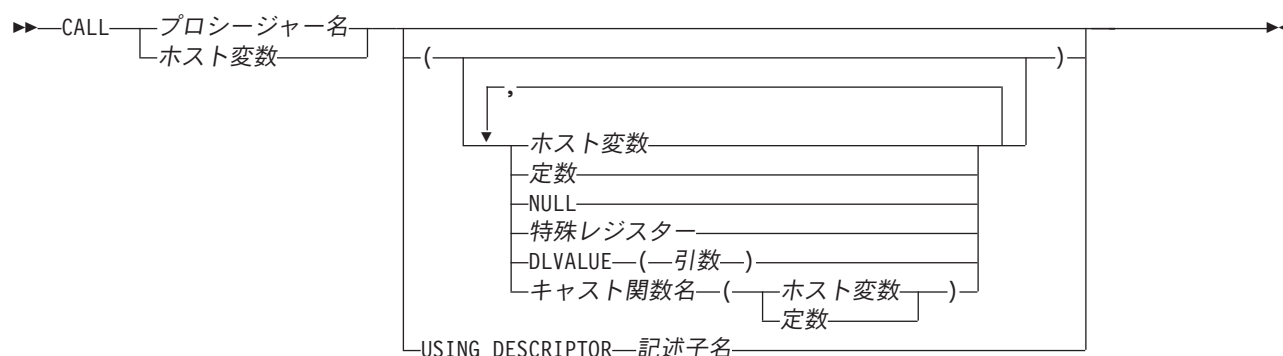 CALL プロシージャー名
ホスト変数
( )
,
ホスト変数
定数
NULL
特殊レジスター
DLVALUE ( 引数 )
キャスト関数名 ( ホスト変数 )
定数
USING DESCRIPTOR 記述子名